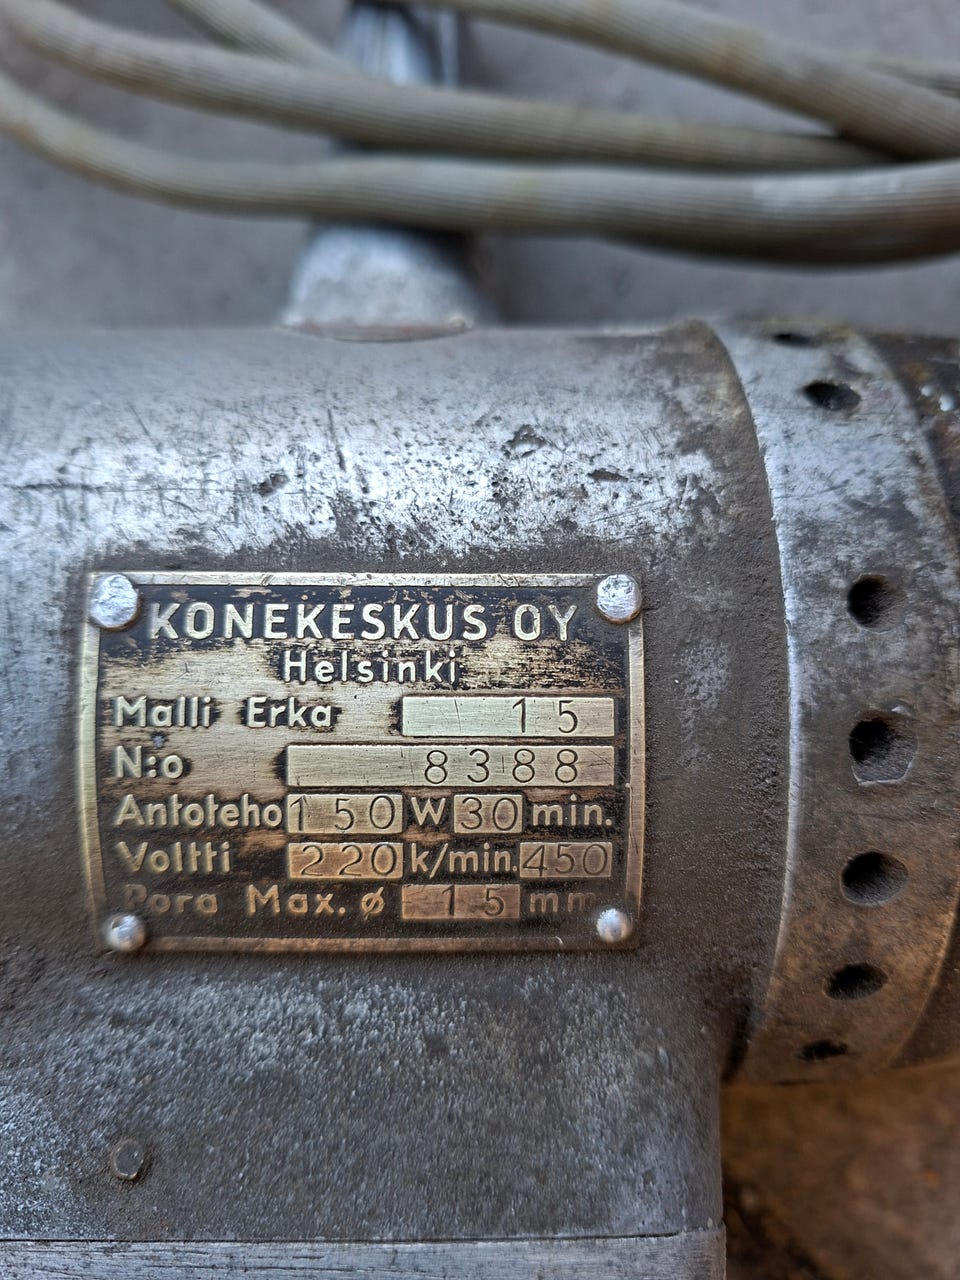 KONEKESKUS OY
Helsinki
Malli Erka 15
N:o 8388
Antoteho 150 W 30 min.
Voltti 220 k/min. 450
Pora Max. ø 15 mm